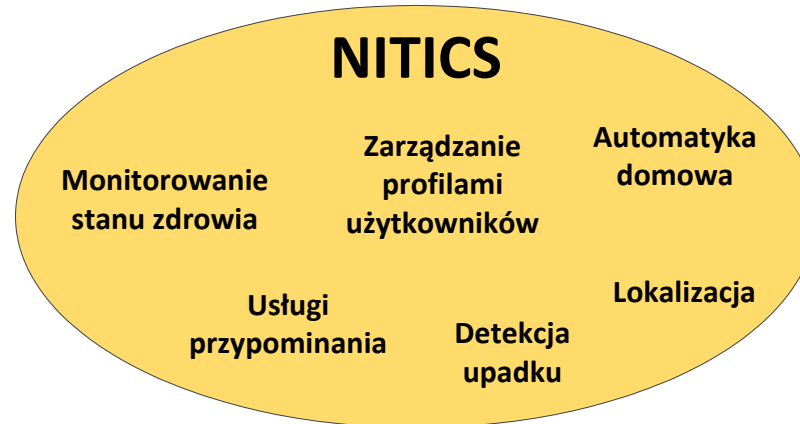 NITICS
Monitorowanie
stanu zdrowia
Zarządzanie
profilami
użytkowników
Automatyka
domowa
Usługi
przypominania
Detekcja
upadku
Lokalizacja